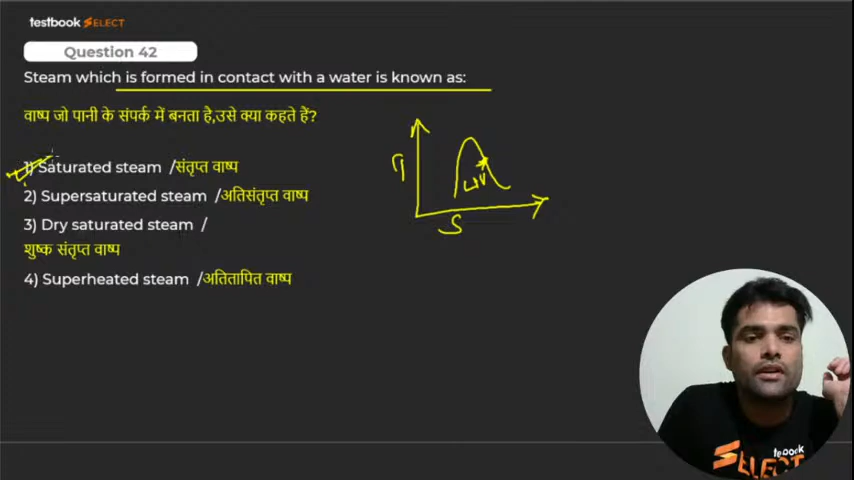 testbook SELECT
Question 42
Steam which is formed in contact with a water is known as:
वाष्प जो पानी के संपर्क में बनता है,उसे क्या कहते हैं?
1) Saturated steam /संतृप्त वाष्प
2) Supersaturated steam /अतिसंतृप्त वाष्प
3) Dry saturated steam /
शुष्क संतृप्त वाष्प
4) Superheated steam /अतितापित वाष्प
T
L+V
S
testbook
SELECT